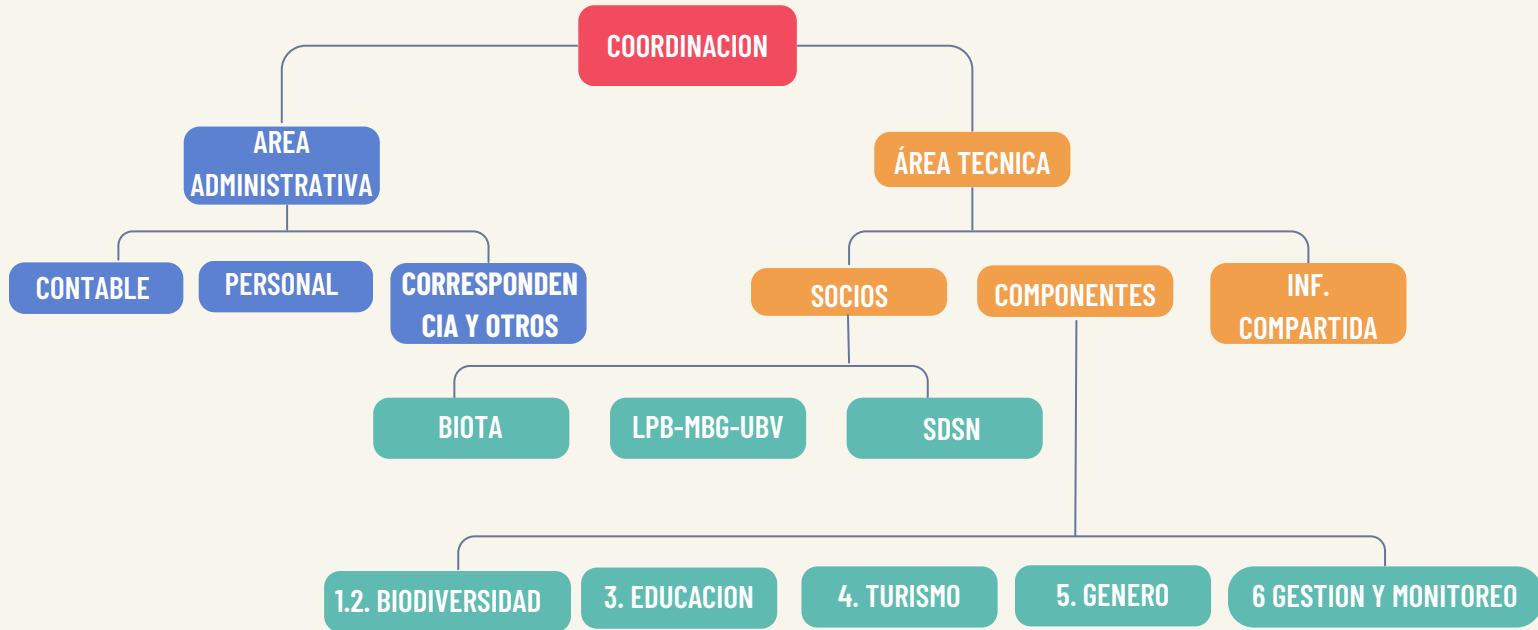 COORDINACION
AREA
ADMINISTRATIVA
ÁREA TECNICA
CONTABLE
PERSONAL
CORRESPONDEN
CIA Y OTROS
SOCIOS
COMPONENTES
INF.
COMPARTIDA
BIOTA
LPB-MBG-UBV
SDSN
1.2. BIODIVERSIDAD
3. EDUCACION
4. TURISMO
5. GENERO
6 GESTION Y MONITOREO